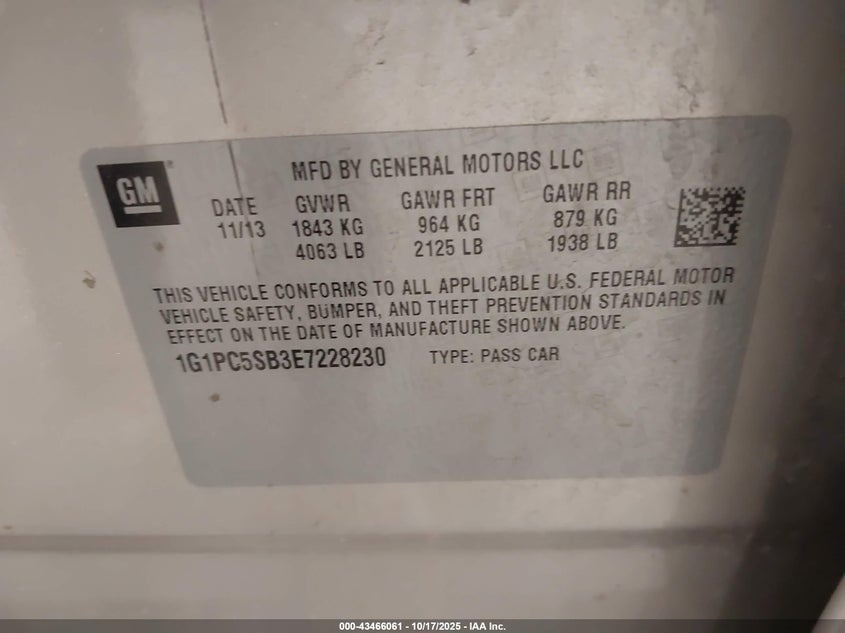 GM®
MFD BY GENERAL MOTORS LLC
DATE GVWR GAWR FRT GAWR RR
11/13 1843 KG 964 KG 879 KG
4063 LB 2125 LB 1938 LB
THIS VEHICLE CONFORMS TO ALL APPLICABLE U.S. FEDERAL MOTOR
VEHICLE SAFETY, BUMPER, AND THEFT PREVENTION STANDARDS IN
EFFECT ON THE DATE OF MANUFACTURE SHOWN ABOVE.
1G1PC5SB3E7228230 TYPE: PASS CAR
000-43466061 - 10/17/2025 - IAA Inc.